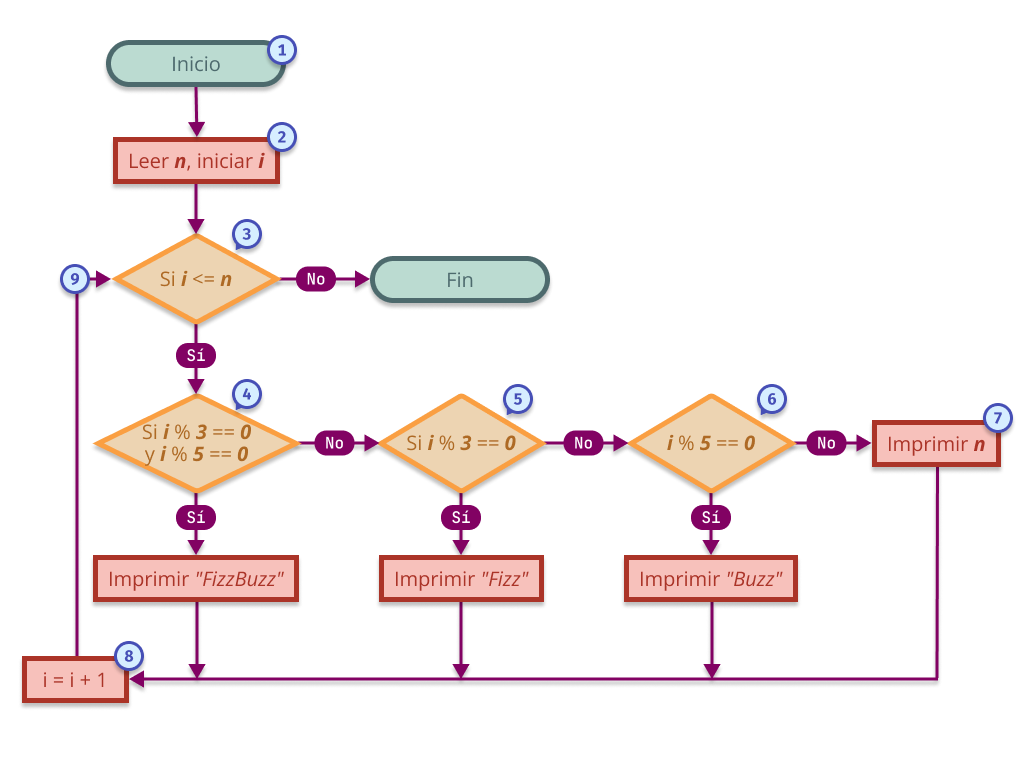 1
Inicio
2
Leer n, iniciar i
3
9
Si i <= n
No
Fin
Sí
4
5
6
7
Si i % 3 == 0
y i % 5 == 0
No
Si i % 3 == 0
No
i % 5 == 0
No
Imprimir n
Sí
Sí
Sí
Imprimir "FizzBuzz"
Imprimir "Fizz"
Imprimir "Buzz"
8
i = i + 1